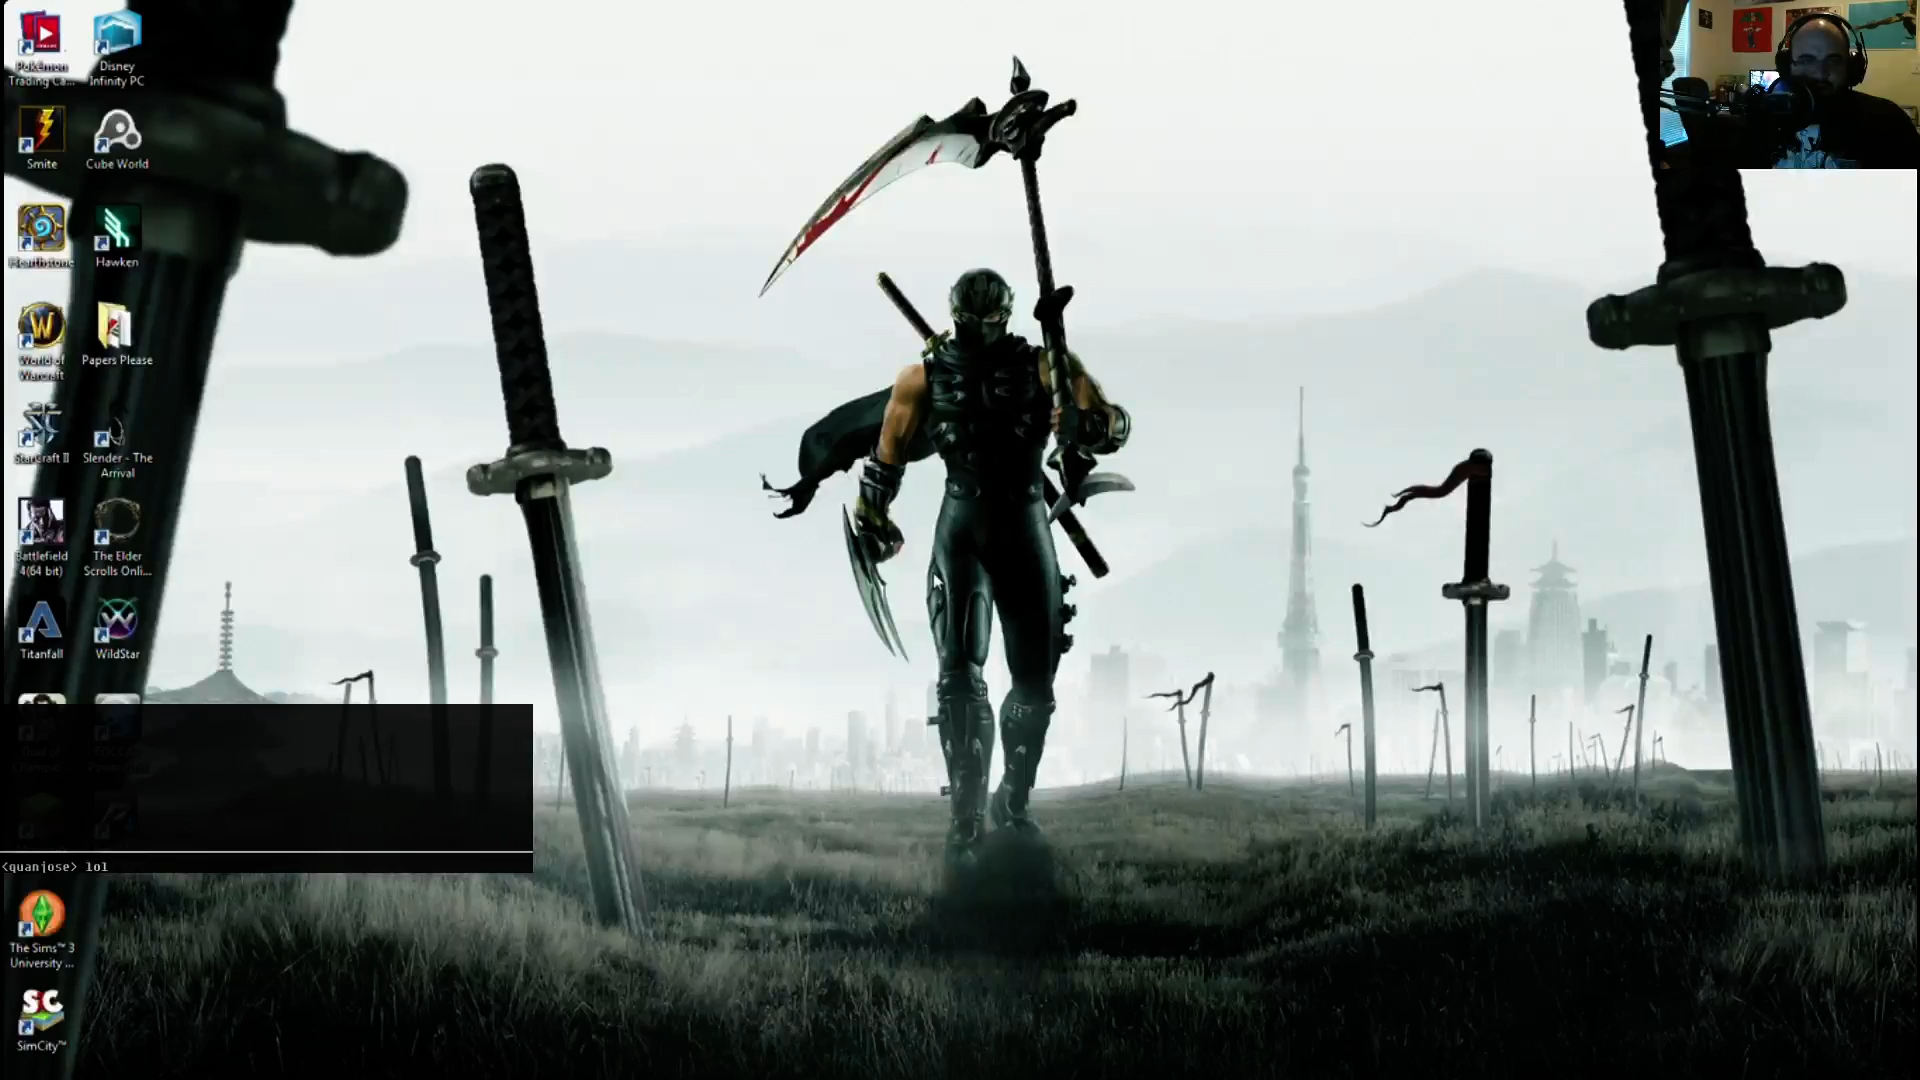 Pokémon
Trading Ca...
Disney
Infinity PC
Smite
Cube World
Hearthstone
Hawken
World of
Warcraft
Papers Please
StarCraft II
Slender - The
Arrival
Battlefield
4(64 bit)
The Elder
Scrolls Onli...
Titanfall
WildStar
<quanjose> lol
The Sims™ 3
University ...
SC
SimCity™